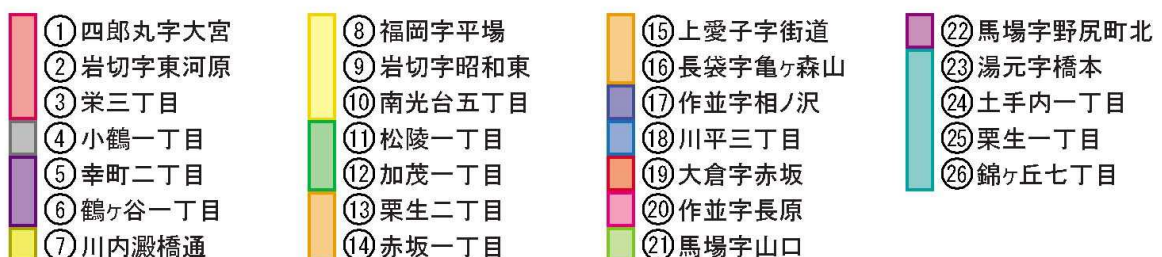 ①四郎丸字大宮
②岩切字東河原
③栄三丁目
④小鶴一丁目
⑤幸町二丁目
⑥鶴ヶ谷一丁目
⑦川内澱橋通
⑧福岡字平場
⑨岩切字昭和東
⑩南光台五丁目
⑪松陵一丁目
⑫加茂一丁目
⑬栗生二丁目
⑭赤坂一丁目
⑮上愛子字街道
⑯長袋字亀ヶ森山
⑰作並字相ノ沢
⑱川平三丁目
⑲大倉字赤坂
⑳作並字長原
㉑馬場字山口
㉒馬場字野尻町北
㉓湯元字橋本
㉔土手内一丁目
㉕栗生一丁目
㉖錦ヶ丘七丁目